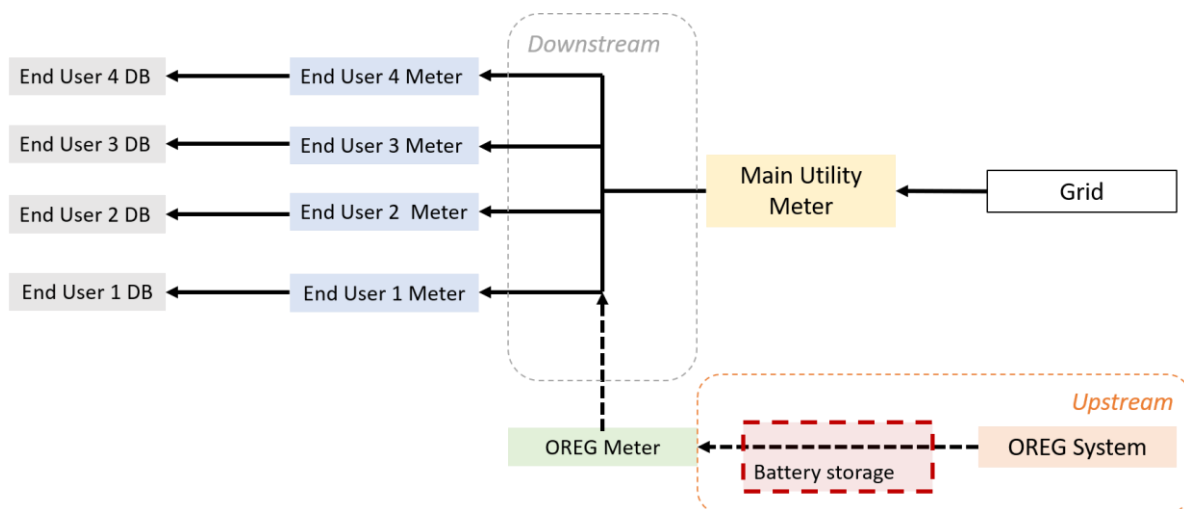 Downstream
End User 4 DB
End User 4 Meter
End User 3 DB
End User 3 Meter
Main Utility
Meter
Grid
End User 2 DB
End User 2  Meter
End User 1 DB
End User 1 Meter
Upstream
OREG Meter
Battery storage
OREG System